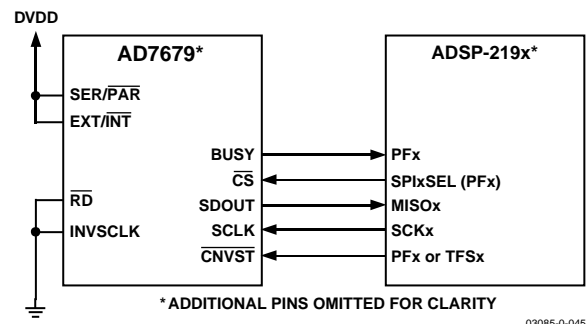 DVDD
AD7679*
ADSP-219x*
SER/PAR
EXT/INT
BUSY
PFx
CS
SPIxSEL (PFx)
RD
SDOUT
MISOx
INVSCLK
SCLK
SCKx
CNVST
PFx or TFSx
*ADDITIONAL PINS OMITTED FOR CLARITY
03085-0-045